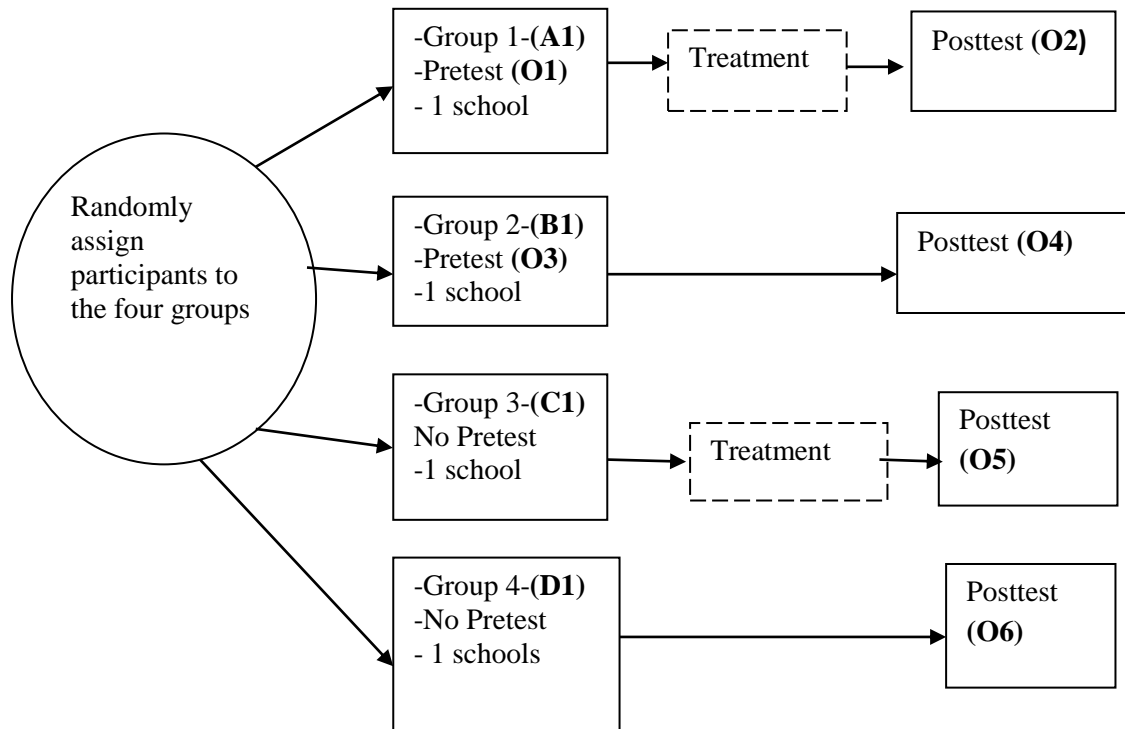 Randomly
assign
participants to
the four groups
-Group 1-(A1)
-Pretest (O1)
- 1 school
Treatment
Posttest (O2)
-Group 2-(B1)
-Pretest (O3)
-1 school
Posttest (O4)
-Group 3-(C1)
No Pretest
-1 school
Treatment
Posttest
(O5)
-Group 4-(D1)
-No Pretest
- 1 schools
Posttest
(O6)